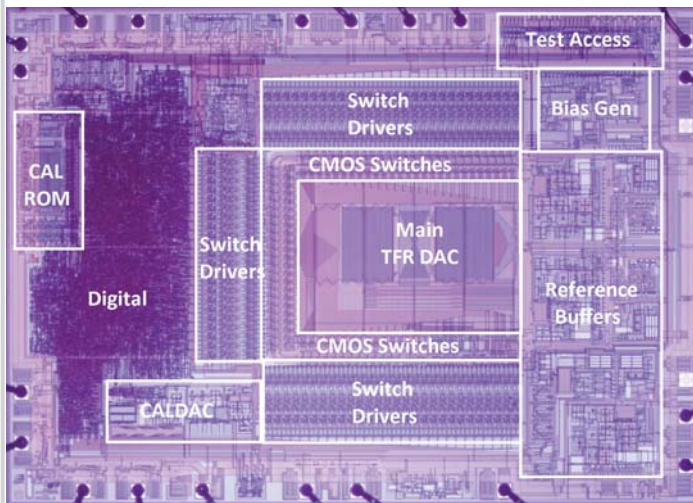 Test Access
Switch
Drivers
Bias Gen
CAL
ROM
CMOS Switches
Switch
Drivers
Main
TFR DAC
Digital
Reference
Buffers
CMOS Switches
CALDAC
Switch
Drivers